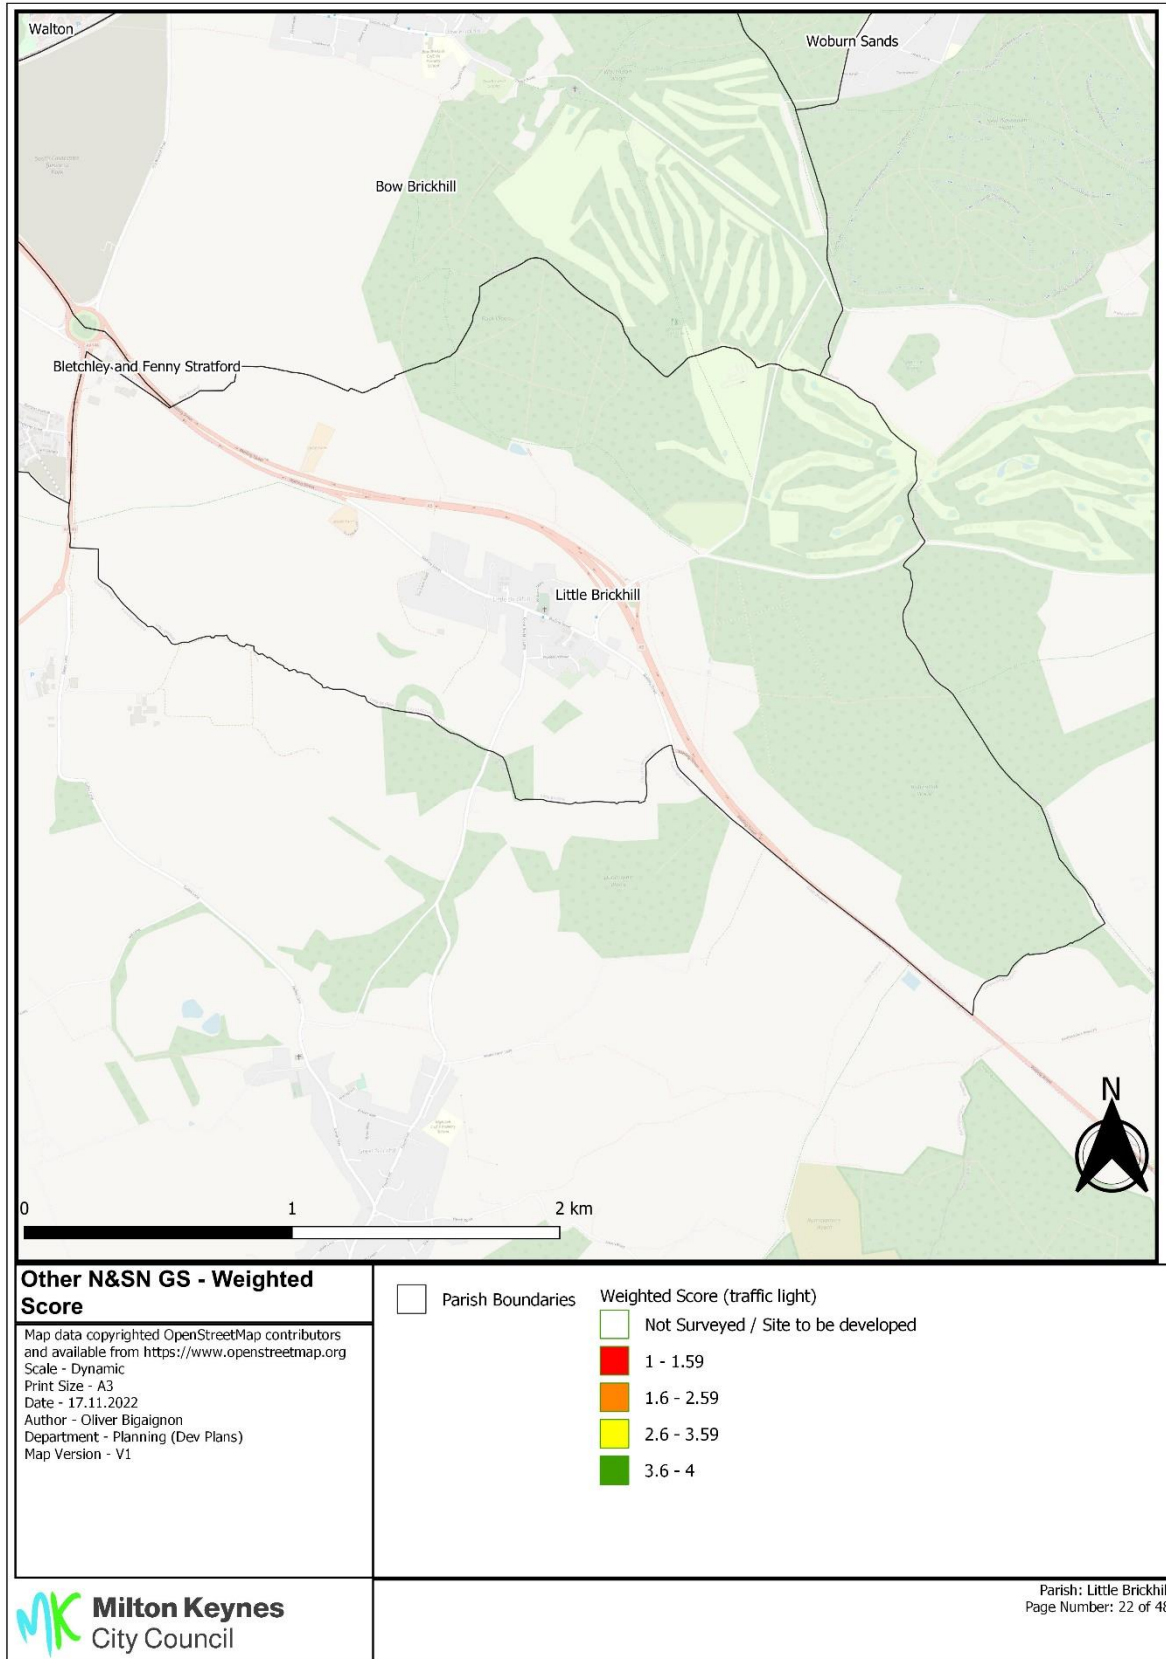 Walton
Woburn Sands
Bow Brickhill
Bletchley and Fenny Stratford
Little Brickhill
N
0 1 2 km
Other N&SN GS - Weighted
Score
Map data copyrighted OpenStreetMap contributors
and available from https://www.openstreetmap.org
Scale - Dynamic
Print Size - A3
Date - 17.11.2022
Author - Oliver Bigaignon
Department - Planning (Dev Plans)
Map Version - V1
Parish Boundaries
Weighted Score (traffic light)
Not Surveyed / Site to be developed
1 - 1.59
1.6 - 2.59
2.6 - 3.59
3.6 - 4
MK Milton Keynes
City Council
Parish: Little Brickhill
Page Number: 22 of 48